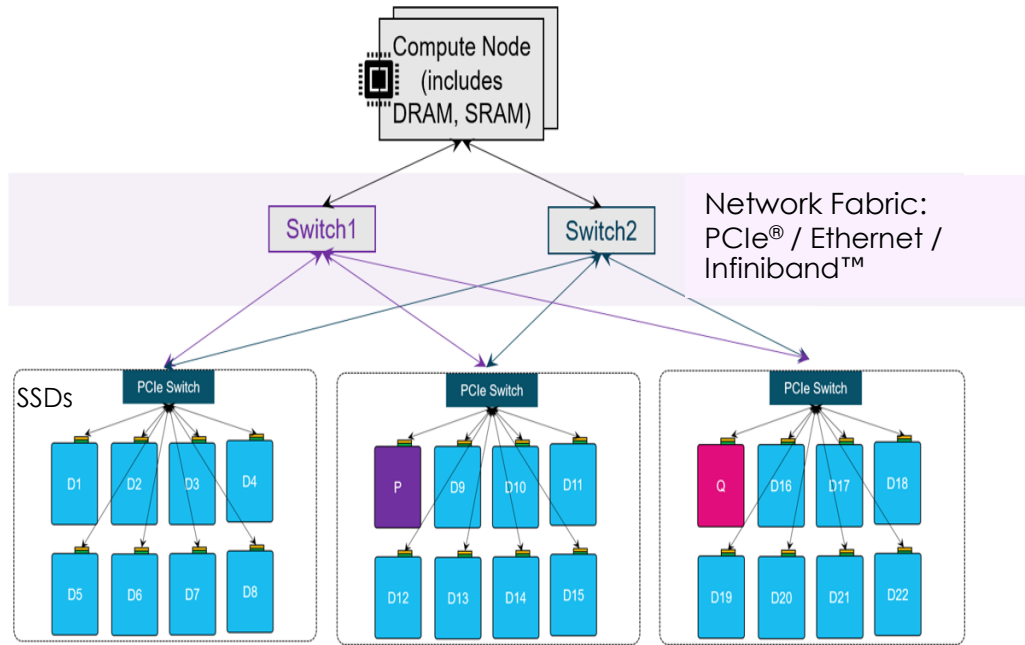 Compute Node
(includes
DRAM, SRAM)
Switch1
Switch2
Network Fabric:
PCIe® / Ethernet /
Infiniband™
SSDs
PCIe Switch
D1
D2
D3
D4
D5
D6
D7
D8
PCIe Switch
P
D9
D10
D11
D12
D13
D14
D15
PCIe Switch
Q
D16
D17
D18
D19
D20
D21
D22